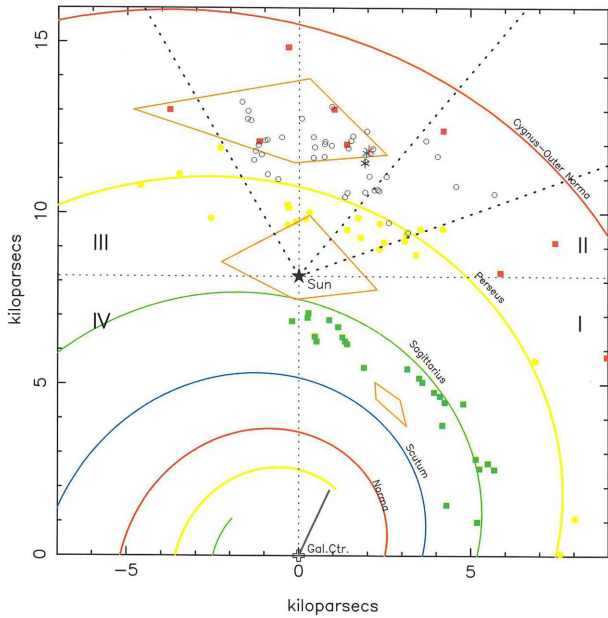 15
Cygnus-Outer Norma
10
III
II
Sun
Perseus
kiloparsecs
IV
I
Sagittarius
5
Scutum
Norma
Gal.Ctr.
0
−5
0
5
kiloparsecs